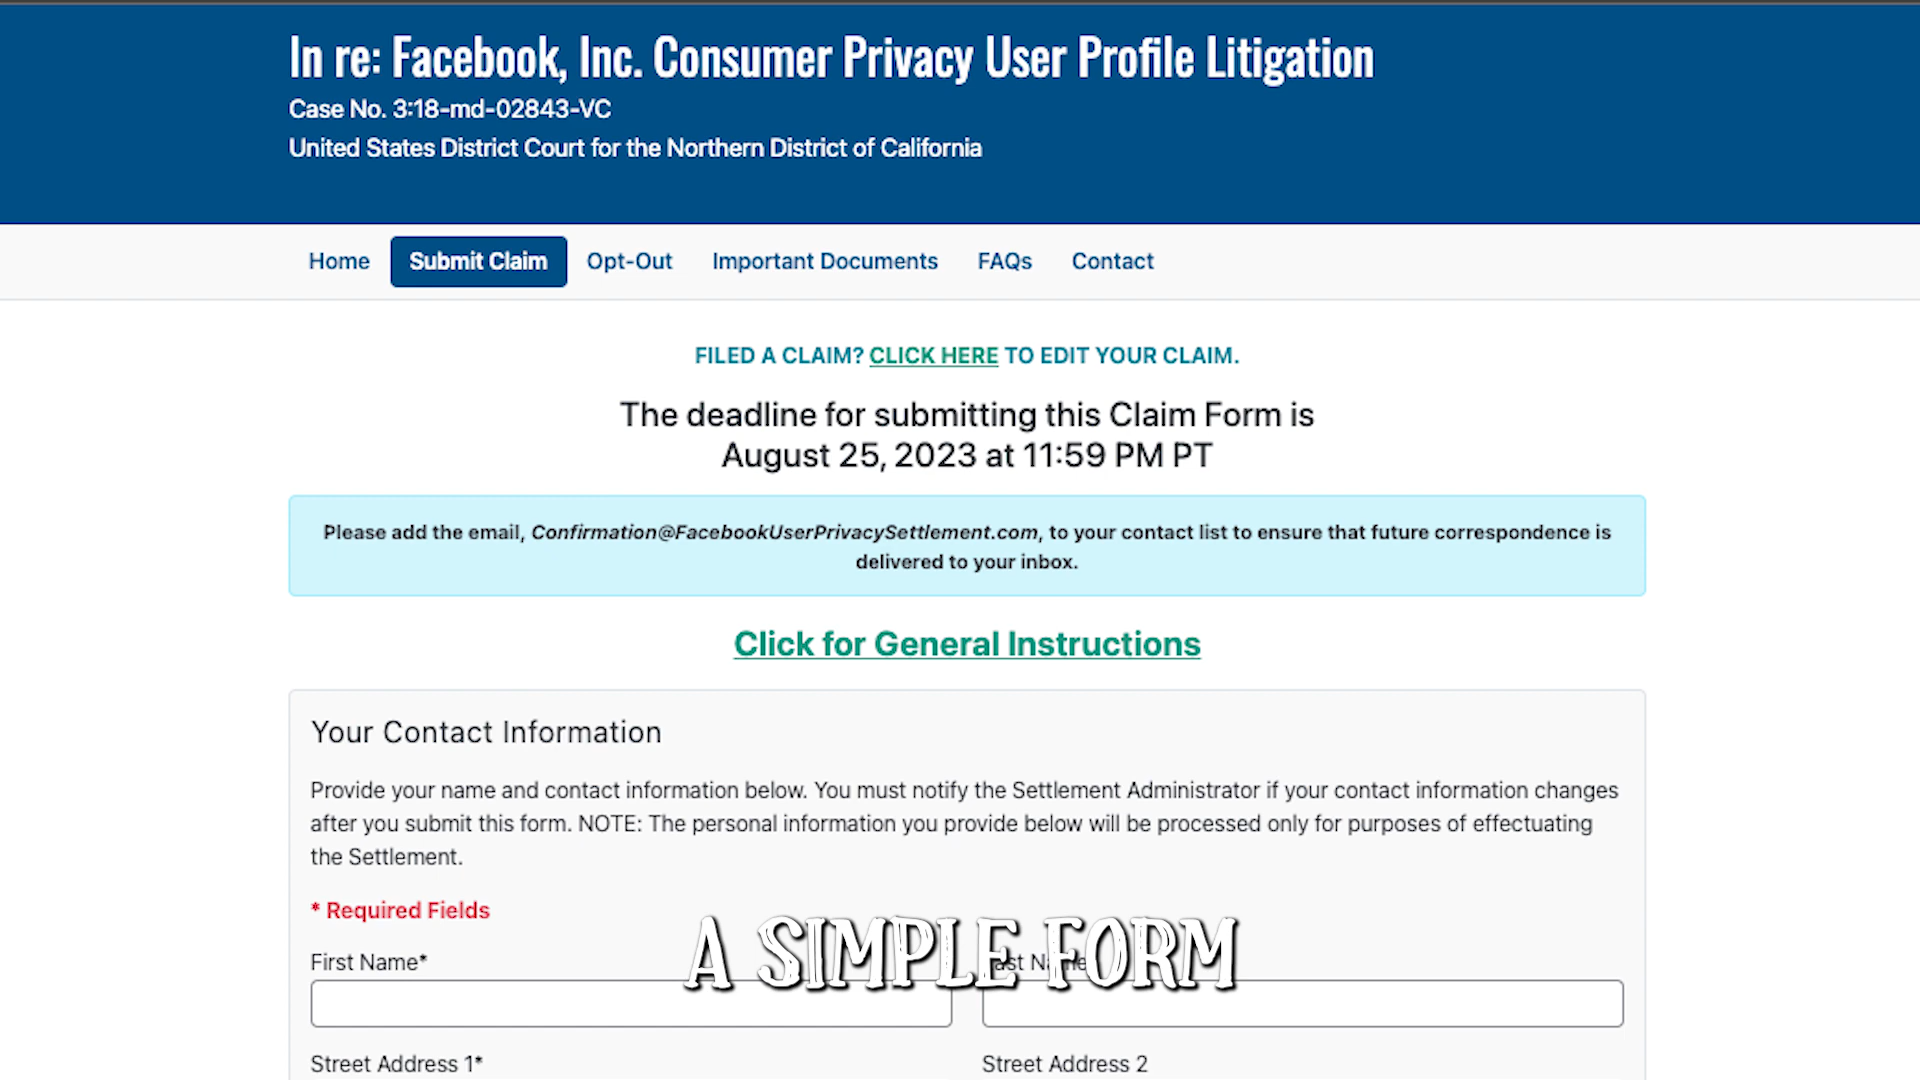 In re: Facebook, Inc. Consumer Privacy User Profile Litigation
Case No. 3:18-md-02843-VC
United States District Court for the Northern District of California
Home Submit Claim Opt-Out Important Documents FAQs Contact
FILED A CLAIM? CLICK HERE TO EDIT YOUR CLAIM.
The deadline for submitting this Claim Form is
August 25, 2023 at 11:59 PM PT
Please add the email, Confirmation@FacebookUserPrivacySettlement.com, to your contact list to ensure that future correspondence is
delivered to your inbox.
Click for General Instructions
Your Contact Information
Provide your name and contact information below. You must notify the Settlement Administrator if your contact information changes
after you submit this form. NOTE: The personal information you provide below will be processed only for purposes of effectuating
the Settlement.
* Required Fields
A SIMPLE FORM
First Name*
Street Address 1* Street Address 2